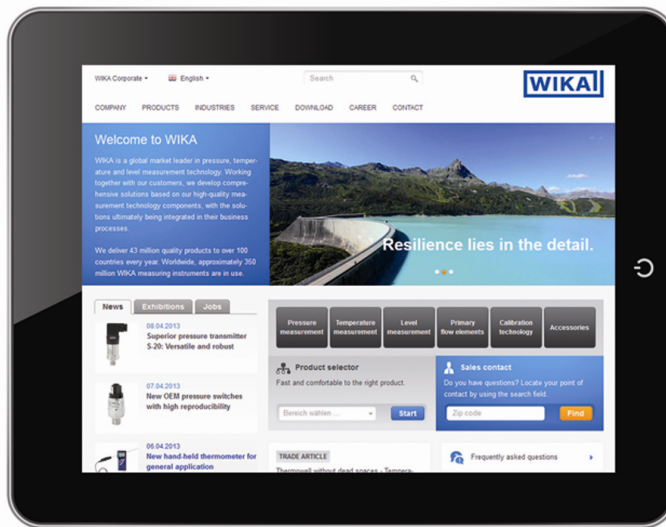 WIKA Corporate
English
Search
WIKA
COMPANY PRODUCTS INDUSTRIES SERVICE DOWNLOAD CAREER CONTACT
Welcome to WIKA
WIKA is a global market leader in pressure, temper-
ature and level measurement technology. Working
together with our customers, we develop compre-
hensive solutions based on our high-quality mea-
surement technology components, with the solu-
tions ultimately being integrated in their business
processes.
We deliver 43 million quality products to over 100
countries every year. Worldwide, approximately 350
million WIKA measuring instruments are in use.
Resilience lies in the detail.
News Exhibitions Jobs
08.04.2013
Superior pressure transmitter
S-20: Versatile and robust
07.04.2013
New OEM pressure switches
with high reproducibility
06.04.2013
New hand-held thermometer for
general application
Pressure
measurement
Temperature
measurement
Level
measurement
Primary
flow elements
Calibration
technology
Accessories
Product selector
Fast and comfortable to the right product.
Bereich wählen ...
Start
Sales contact
Do you have questions? Locate your point of
contact by using the search field.
Zip code
Find
TRADE ARTICLE
Thermowell without dead spaces - Tempera-
Frequently asked questions